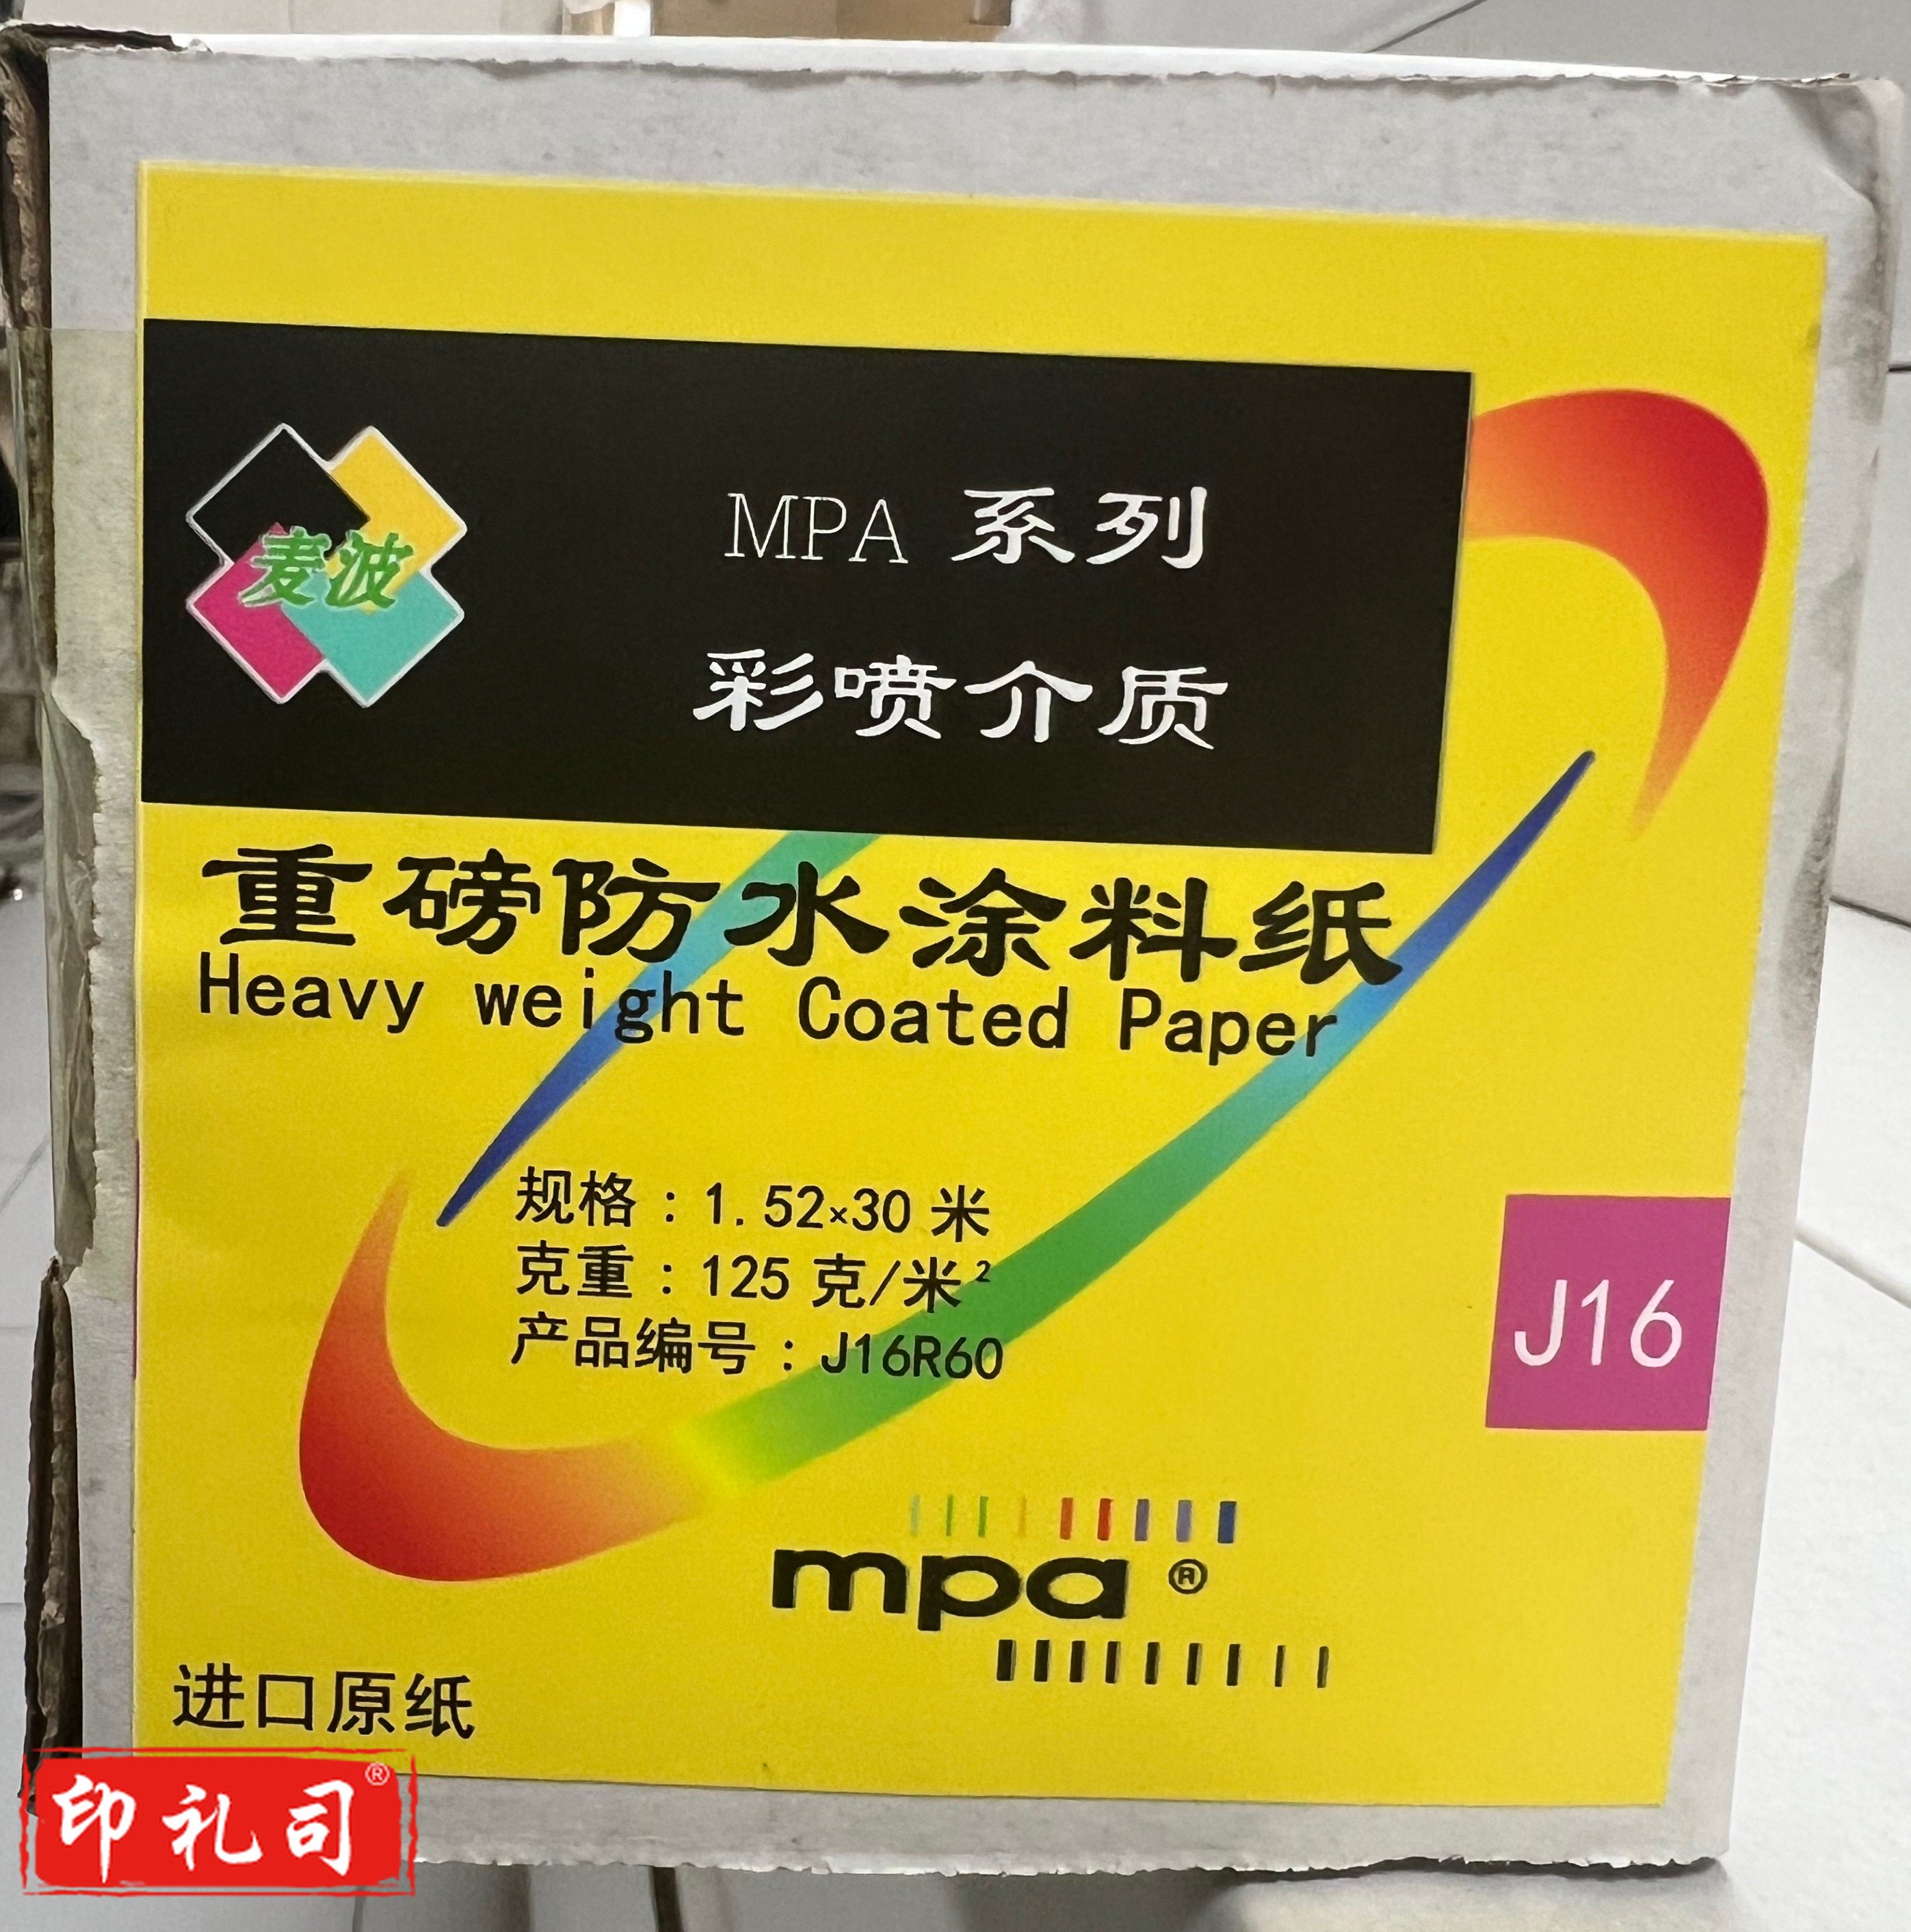 麦波
MPA 系列
彩喷介质
重磅防水涂料纸
Heavy weight Coated Paper
规格：1.52×30 米
克重：125 克/米²
产品编号：J16R60
J16
mpa ®
进口原纸
印礼司®